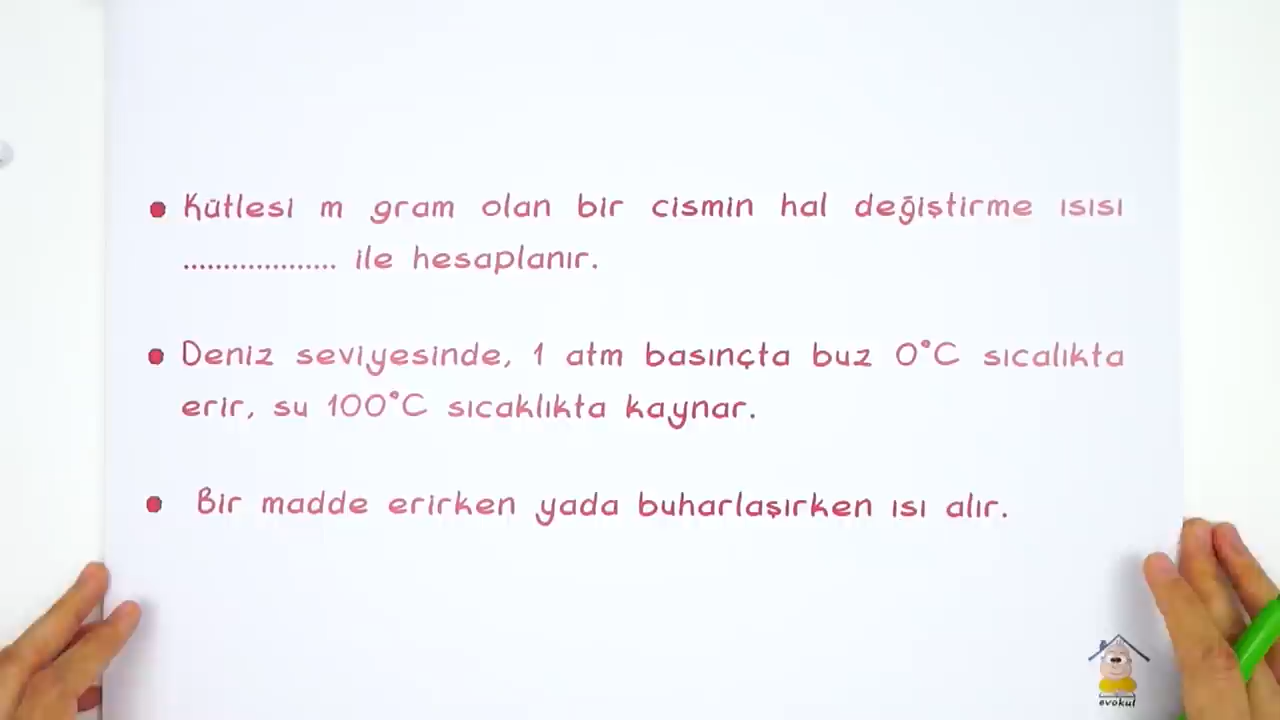 • Kütlesi m gram olan bir cismin hal değiştirme ısısı
................... ile hesaplanır.
• Deniz seviyesinde, 1 atm basınçta buz 0°C sıcalıkta
erir, su 100°C sıcaklıkta kaynar.
• Bir madde erirken yada buharlaşırken ısı alır.
evokul